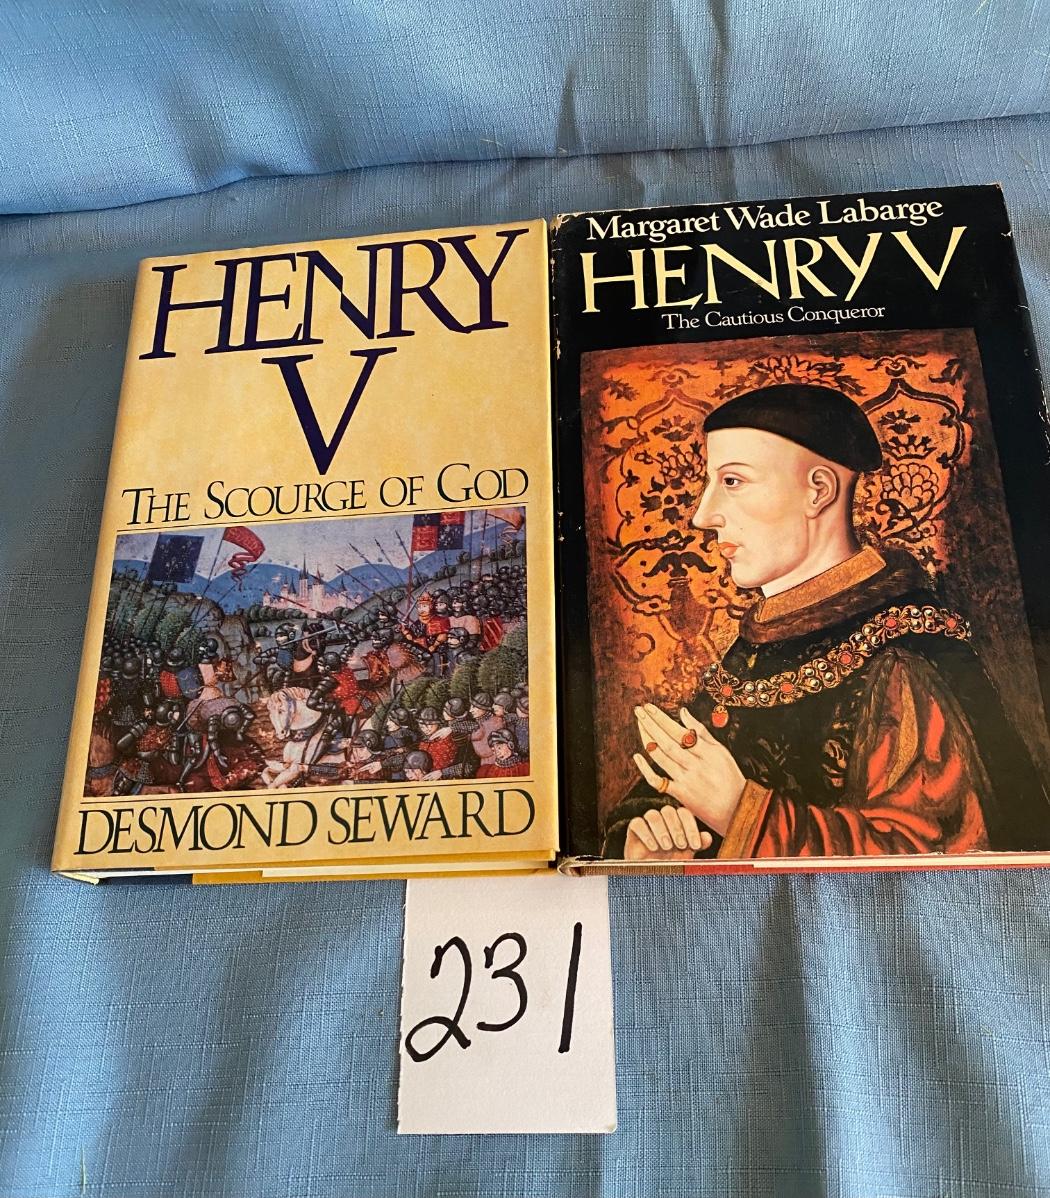 HENRY
V
THE SCOURGE OF GOD
DESMOND SEWARD
Margaret Wade Labarge
HENRY V
The Cautious Conqueror
231